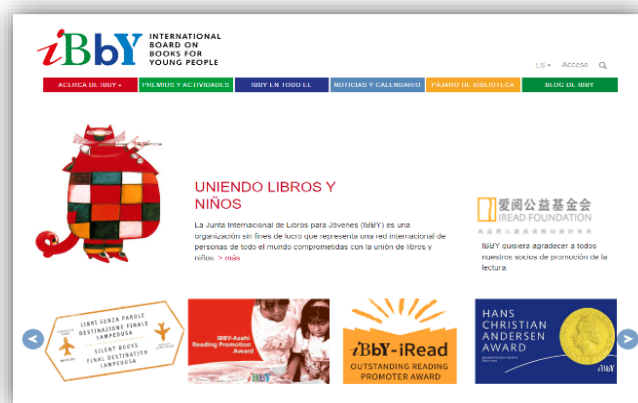 iBbY
INTERNATIONAL
BOARD ON
BOOKS FOR
YOUNG PEOPLE
ES Acceso
ACERCA DE IBBY PREMIOS Y ACTIVIDADES IBBY EN TODO EL NOTICIAS Y CALENDARIO PÁJARO DE BIBLIOTECA BLOG DE IBBY
UNIENDO LIBROS Y
NIÑOS
La Junta Internacional de Libros para Jóvenes (IBBY) es una
organización sin fines de lucro que representa una red internacional de
personas de todo el mundo comprometidas con la unión de libros y
niños. > más
爱阅公益基金会
IREAD FOUNDATION
IBBY quisiera agradecer a todos
nuestros socios de promoción de la
lectura.
LIBRI SENZA PAROLE
DESTINAZIONE FINALE
LAMPEDUSA
SILENT BOOKS
FINAL DESTINATION
LAMPEDUSA
IBBY-Asahi
Reading Promotion
Award
iBbY
iBbY-iRead
OUTSTANDING READING
PROMOTER AWARD
HANS
CHRISTIAN
ANDERSEN
AWARD
iBbY